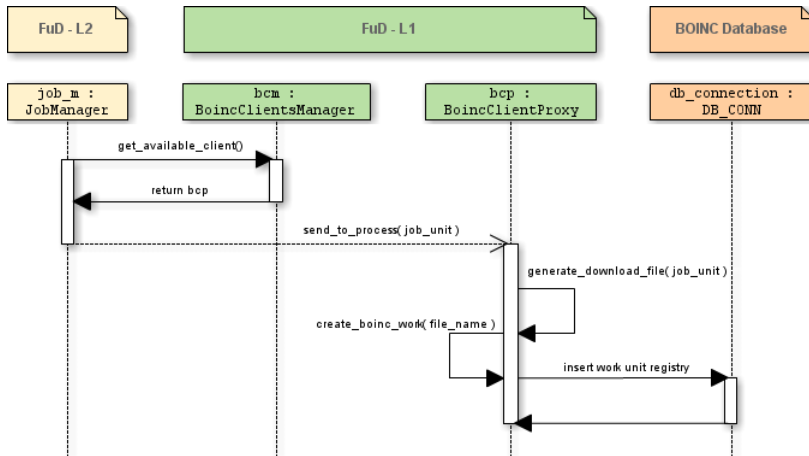 FuD - L2
FuD - L1
BOINC Database
job_m :
JobManager
bcm :
BoincClientsManager
bcp :
BoincClientProxy
db_connection :
DB_CONN
get_available_client()
return bcp
send_to_process( job_unit )
generate_download_file( job_unit )
create_boinc_work( file_name )
insert work unit registry